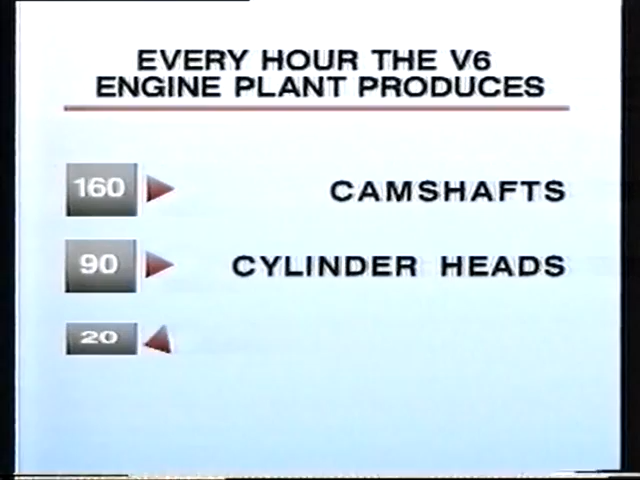 EVERY HOUR THE V6
ENGINE PLANT PRODUCES
160 CAMSHAFTS
90 CYLINDER HEADS
20